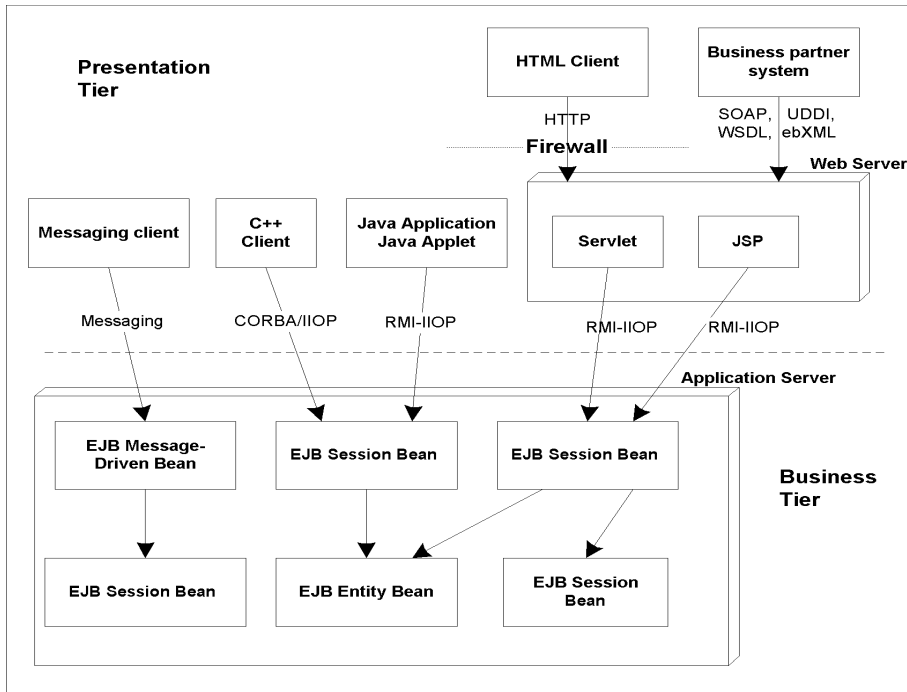 Presentation
Tier
HTML Client
Business partner
system
HTTP
SOAP, UDDI,
WSDL, ebXML
Firewall
Web Server
Messaging client
C++
Client
Java Application
Java Applet
Servlet
JSP
Messaging
CORBA/IIOP
RMI-IIOP
RMI-IIOP
RMI-IIOP
Application Server
EJB Message-
Driven Bean
EJB Session Bean
EJB Session Bean
Business
Tier
EJB Session Bean
EJB Entity Bean
EJB Session
Bean